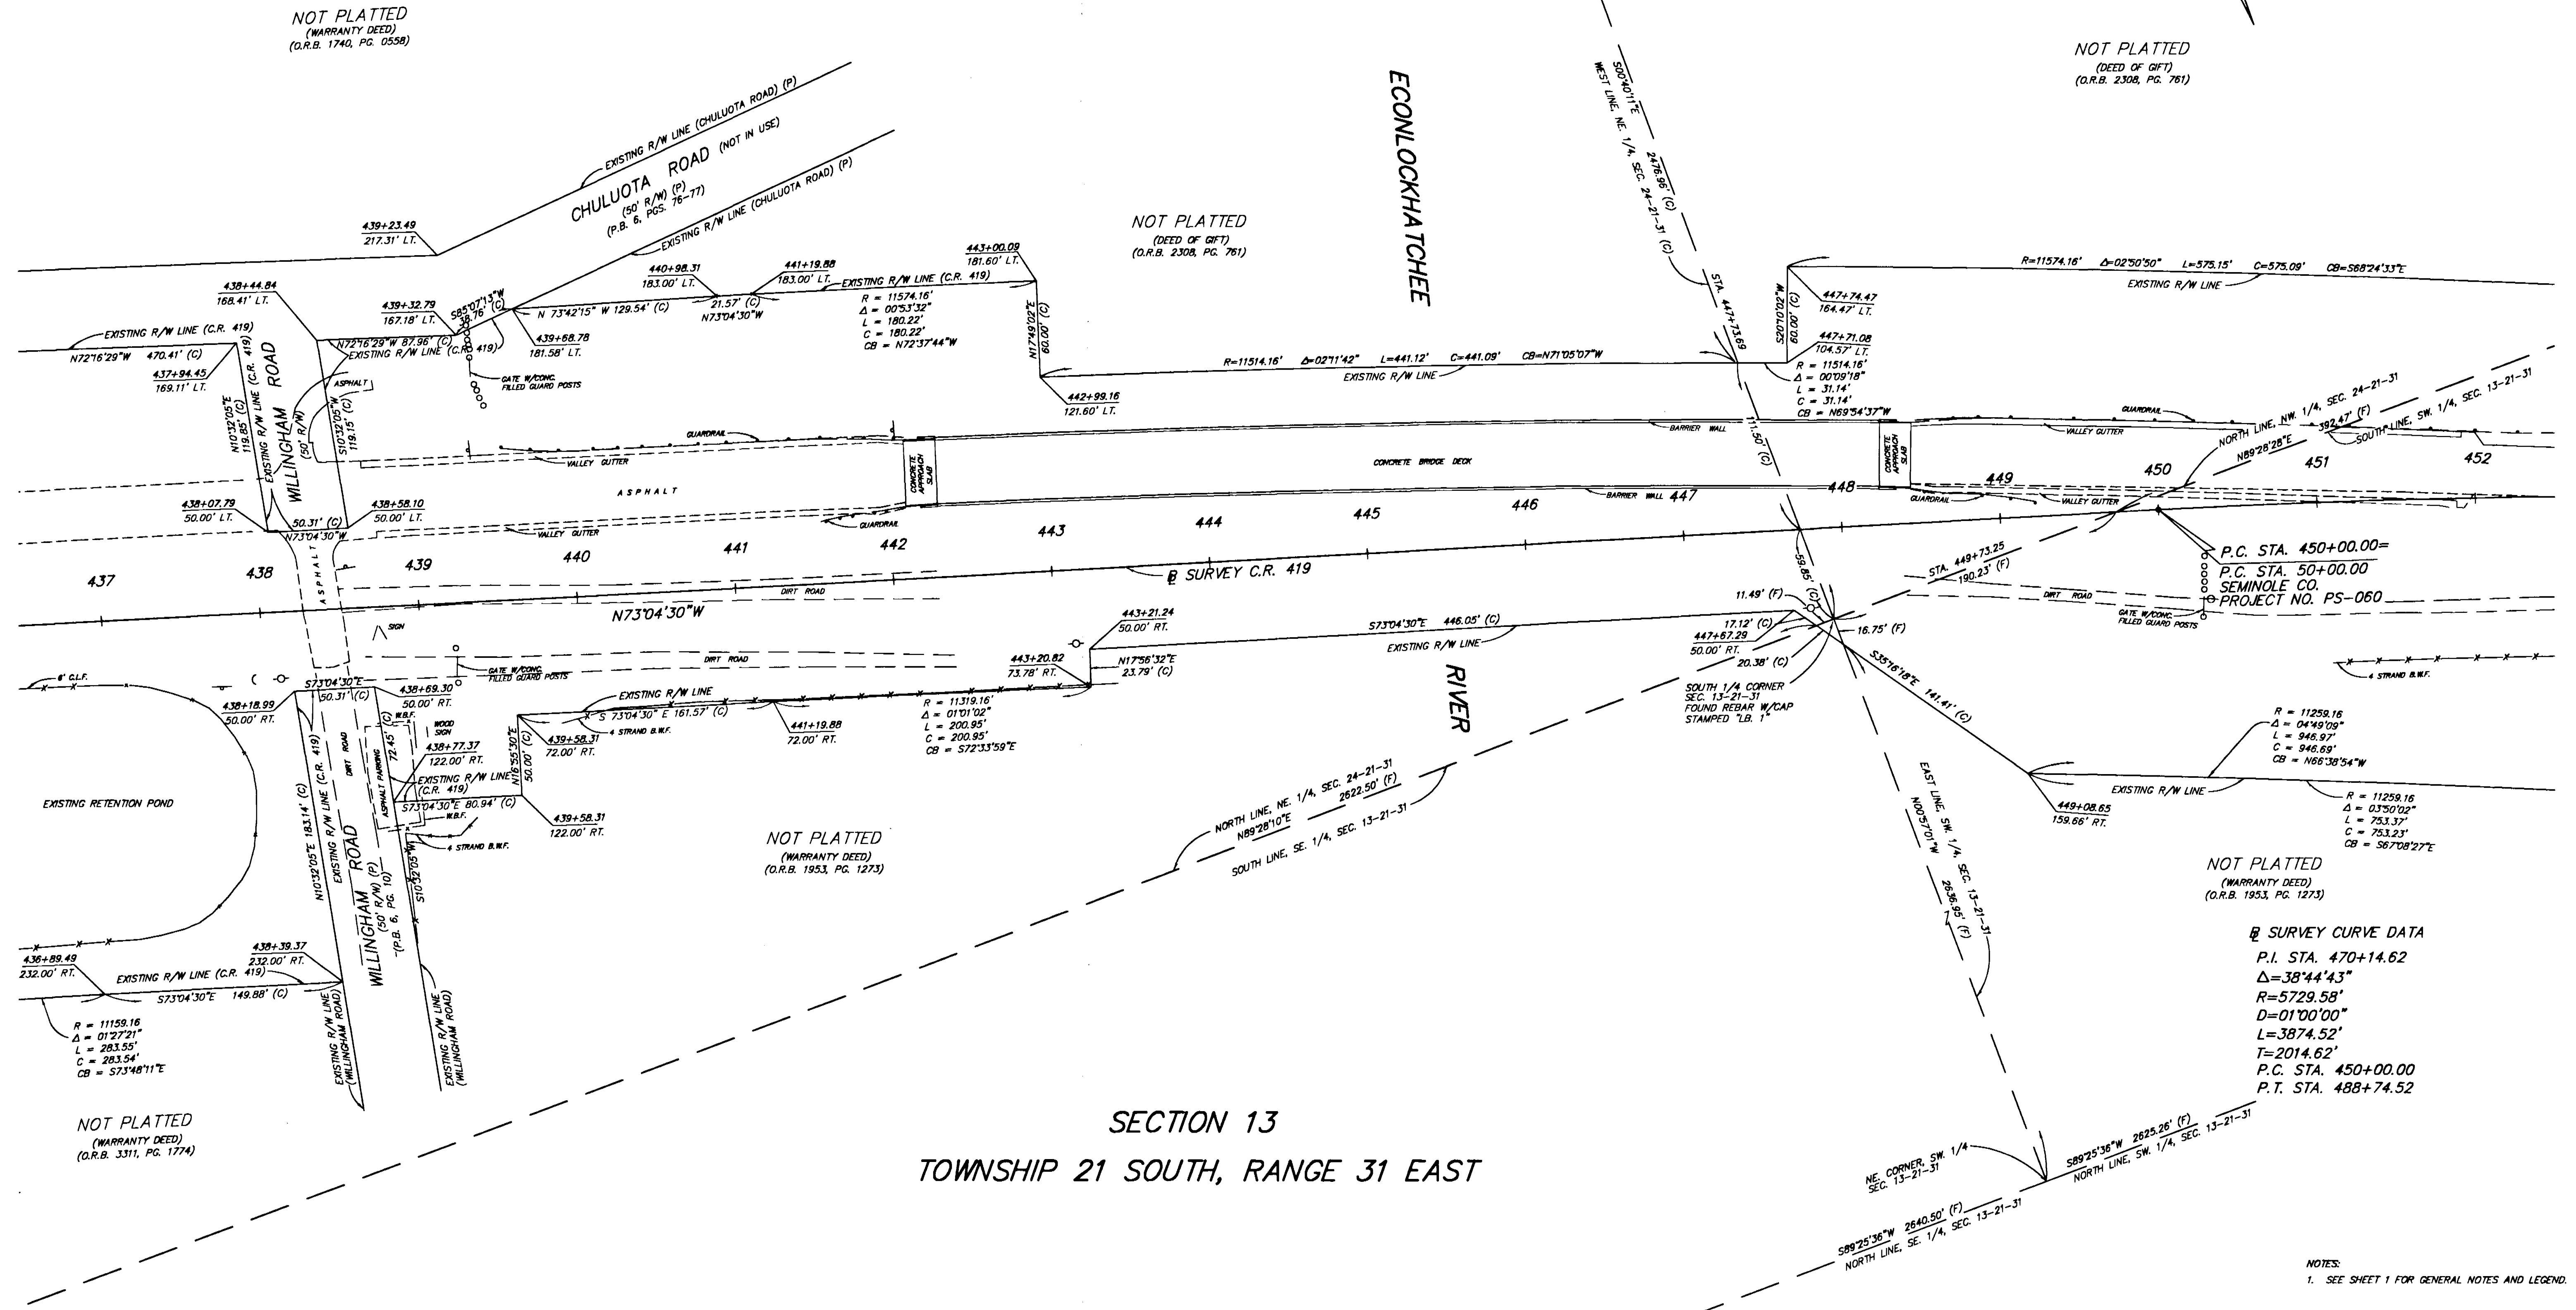 NOT PLATTED
(WARRANTY DEED)
(O.R.B. 1740, PG. 0558)
NOT PLATTED
(DEED OF GIFT)
(O.R.B. 2308, PG. 761)
EXISTING R/W LINE (CHULUOTA ROAD) (P)
CHULUOTA ROAD (NOT IN USE)
(50' R/W) (P)
(P.B. 6, PGS. 76-77)
EXISTING R/W LINE (CHULUOTA ROAD) (P)
NOT PLATTED
(DEED OF GIFT)
(O.R.B. 2308, PG. 761)
ECONLOCKHATCHEE
S00°40'11"E 2476.96' (C)
WEST LINE, NE. 1/4, SEC. 24-21-31 (C)
STA. 447+73.69
439+23.49
217.31' LT.
438+44.84
168.41' LT.
439+32.79
167.18' LT.
S85°07'13"W
38.76' (C)
440+98.31
183.00' LT.
441+19.88
183.00' LT.
443+00.09
181.60' LT.
EXISTING R/W LINE (C.R. 419)
N 73°42'15" W 129.54' (C)
21.57' (C)
N73°04'30"W
R = 11574.16'
Δ = 00°53'32"
L = 180.22'
C = 180.22'
CB = N72°37'44"W
N17°49'02"E
60.00' (C)
439+68.78
181.58' LT.
EXISTING R/W LINE (C.R. 419)
N72°16'29"W 470.41' (C)
437+94.45
169.11' LT.
N72°16'29"W 87.96' (C)
EXISTING R/W LINE (C.R. 419)
GATE W/CONC.
FILLED GUARD POSTS
ASPHALT
WILLINGHAM ROAD
(50' R/W)
N10°32'05"E
119.85' (C)
EXISTING R/W LINE (C.R. 419)
S10°32'05"W
119.15' (C)
R=11574.16' Δ=02°50'50" L=575.15' C=575.09' CB=S68°24'33"E
EXISTING R/W LINE
447+74.47
164.47' LT.
S20°10'02"W
60.00' (C)
447+71.08
104.57' LT.
R = 11514.16'
Δ = 00°09'18"
L = 31.14'
C = 31.14'
CB = N69°54'37"W
R=11514.16' Δ=02°11'42" L=441.12' C=441.09' CB=N71°05'07"W
EXISTING R/W LINE
442+99.16
121.60' LT.
111.50' (C)
GUARDRAIL
VALLEY GUTTER
CONCRETE
APPROACH
SLAB
BARRIER WALL
CONCRETE BRIDGE DECK
CONCRETE
APPROACH
SLAB
GUARDRAIL
VALLEY GUTTER
NORTH LINE, NW. 1/4, SEC. 24-21-31
N89°28'28"E 392.47' (F)
SOUTH LINE, SW. 1/4, SEC. 13-21-31
ASPHALT
BARRIER WALL
GUARDRAIL
VALLEY GUTTER
438+07.79
50.00' LT.
438+58.10
50.00' LT.
50.31' (C)
N73°04'30"W
VALLEY GUTTER
GUARDRAIL
437 438 439 440 441 442 443 444 445 446 447 448 449 450 451 452
ASPHALT
N73°04'30"W
DIRT ROAD
B SURVEY C.R. 419
59.85' (C)
STA. 449+73.25
190.23' (F)
P.C. STA. 450+00.00=
P.C. STA. 50+00.00
SEMINOLE CO.
PROJECT NO. PS-060
DIRT ROAD
GATE W/CONC.
FILLED GUARD POSTS
SIGN
DIRT ROAD
GATE W/CONC.
FILLED GUARD POSTS
443+21.24
50.00' RT.
443+20.82
73.78' RT.
N17°56'32"E
23.79' (C)
S73°04'30"E 446.05' (C)
EXISTING R/W LINE
11.49' (F)
17.12' (C)
447+67.29
50.00' RT.
20.38' (C)
16.75' (F)
SOUTH 1/4 CORNER
SEC. 13-21-31
FOUND REBAR W/CAP
STAMPED "LB. 1"
S35°16'18"E 141.41' (C)
4 STRAND B.W.F.
6' C.L.F.
438+18.99
50.00' RT.
S73°04'30"E
50.31' (C)
438+69.30
50.00' RT.
W.B.F.
WOOD
SIGN
72.45' (C)
438+77.37
122.00' RT.
EXISTING R/W LINE
(C.R. 419)
S73°04'30"E 80.94' (C)
W.B.F.
4 STRAND B.W.F.
N16°55'30"E
50.00' (C)
439+58.31
72.00' RT.
EXISTING R/W LINE
S 73°04'30" E 161.57' (C)
4 STRAND B.W.F.
441+19.88
72.00' RT.
R = 11319.16'
Δ = 01°01'02"
L = 200.95'
C = 200.95'
CB = S72°33'59"E
439+58.31
122.00' RT.
RIVER
EXISTING RETENTION POND
N10°32'05"E 183.14' (C)
EXISTING R/W LINE (C.R. 419)
DIRT ROAD
ASPHALT PARKING
WILLINGHAM ROAD
(50' R/W) (P)
(P.B. 6, PG. 10)
S10°32'05"W
NOT PLATTED
(WARRANTY DEED)
(O.R.B. 1953, PG. 1273)
NORTH LINE, NE. 1/4, SEC. 24-21-31
N89°28'10"E 2622.50' (F)
SOUTH LINE, SE. 1/4, SEC. 13-21-31
EAST LINE, SW. 1/4, SEC. 13-21-31
N00°57'01"W 2636.95' (F)
R = 11259.16
Δ = 04°49'09"
L = 946.97'
C = 946.69'
CB = N66°38'54"W
EXISTING R/W LINE
449+08.65
159.66' RT.
R = 11259.16
Δ = 03°50'02"
L = 753.37'
C = 753.23'
CB = S67°08'27"E
NOT PLATTED
(WARRANTY DEED)
(O.R.B. 1953, PG. 1273)
436+89.49
232.00' RT.
438+39.37
232.00' RT.
EXISTING R/W LINE (C.R. 419)
S73°04'30"E 149.88' (C)
R = 11159.16
Δ = 01°27'21"
L = 283.55'
C = 283.54'
CB = S73°48'11"E
EXISTING R/W LINE
(WILLINGHAM ROAD)
EXISTING R/W LINE
(WILLINGHAM ROAD)
NOT PLATTED
(WARRANTY DEED)
(O.R.B. 3311, PG. 1774)
B SURVEY CURVE DATA
P.I. STA. 470+14.62
Δ=38°44'43"
R=5729.58'
D=01°00'00"
L=3874.52'
T=2014.62'
P.C. STA. 450+00.00
P.T. STA. 488+74.52
SECTION 13
TOWNSHIP 21 SOUTH, RANGE 31 EAST
NE. CORNER, SW. 1/4
SEC. 13-21-31
S89°25'36"W 2625.26' (F)
NORTH LINE, SW. 1/4, SEC. 13-21-31
S89°25'36"W 2640.50' (F)
NORTH LINE, SE. 1/4, SEC. 13-21-31
NOTES:
1. SEE SHEET 1 FOR GENERAL NOTES AND LEGEND.